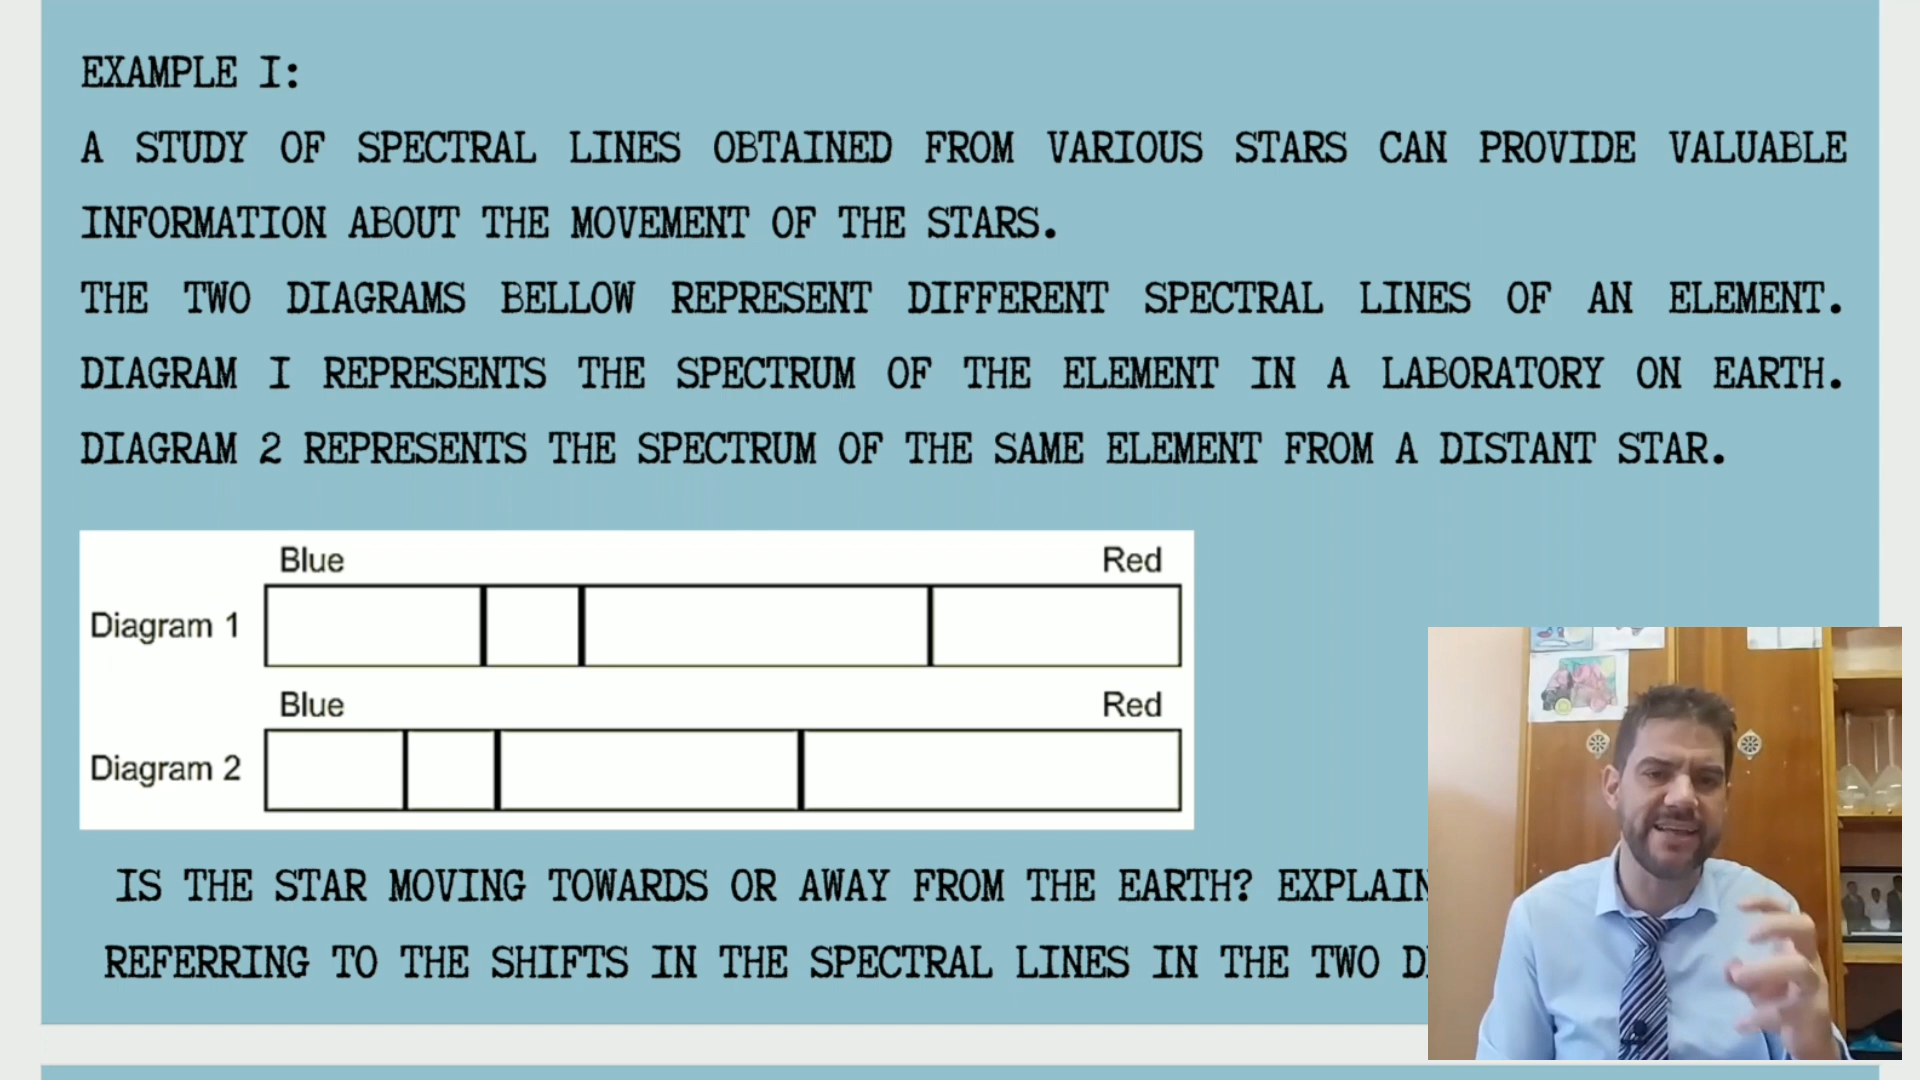 EXAMPLE I:
A STUDY OF SPECTRAL LINES OBTAINED FROM VARIOUS STARS CAN PROVIDE VALUABLE
INFORMATION ABOUT THE MOVEMENT OF THE STARS.
THE TWO DIAGRAMS BELLOW REPRESENT DIFFERENT SPECTRAL LINES OF AN ELEMENT.
DIAGRAM I REPRESENTS THE SPECTRUM OF THE ELEMENT IN A LABORATORY ON EARTH.
DIAGRAM 2 REPRESENTS THE SPECTRUM OF THE SAME ELEMENT FROM A DISTANT STAR.
Blue Red
Diagram 1
Blue Red
Diagram 2
IS THE STAR MOVING TOWARDS OR AWAY FROM THE EARTH? EXPLAIN
REFERRING TO THE SHIFTS IN THE SPECTRAL LINES IN THE TWO